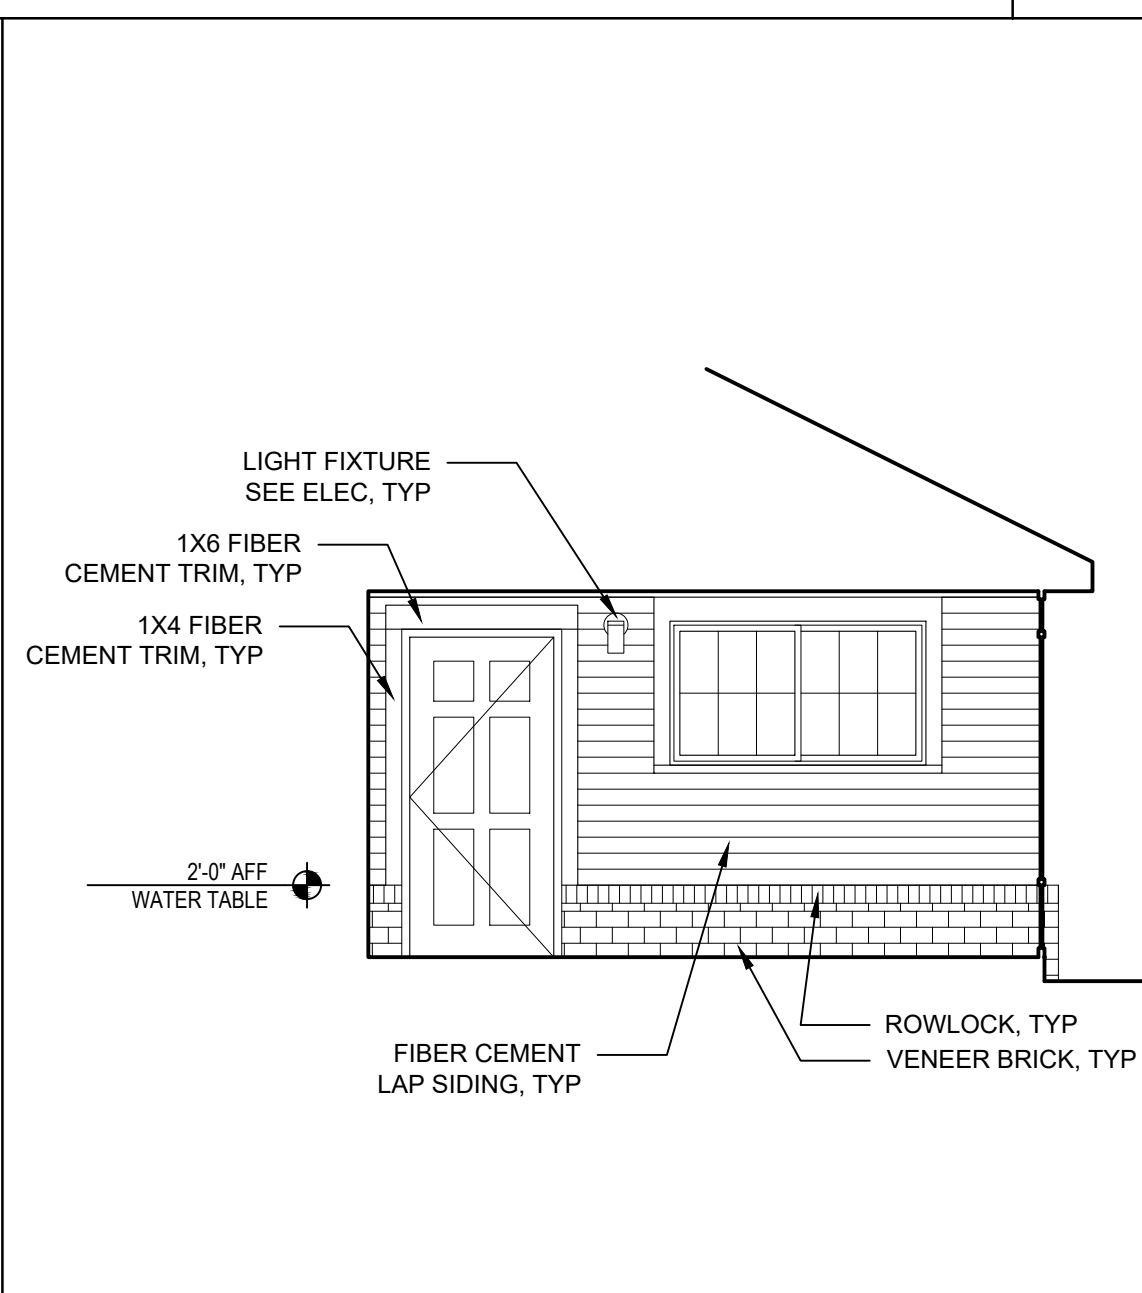 LIGHT FIXTURE
SEE ELEC, TYP
1X6 FIBER
CEMENT TRIM, TYP
1X4 FIBER
CEMENT TRIM, TYP
2'-0" AFF
WATER TABLE
ROWLOCK, TYP
VENEER BRICK, TYP
FIBER CEMENT
LAP SIDING, TYP